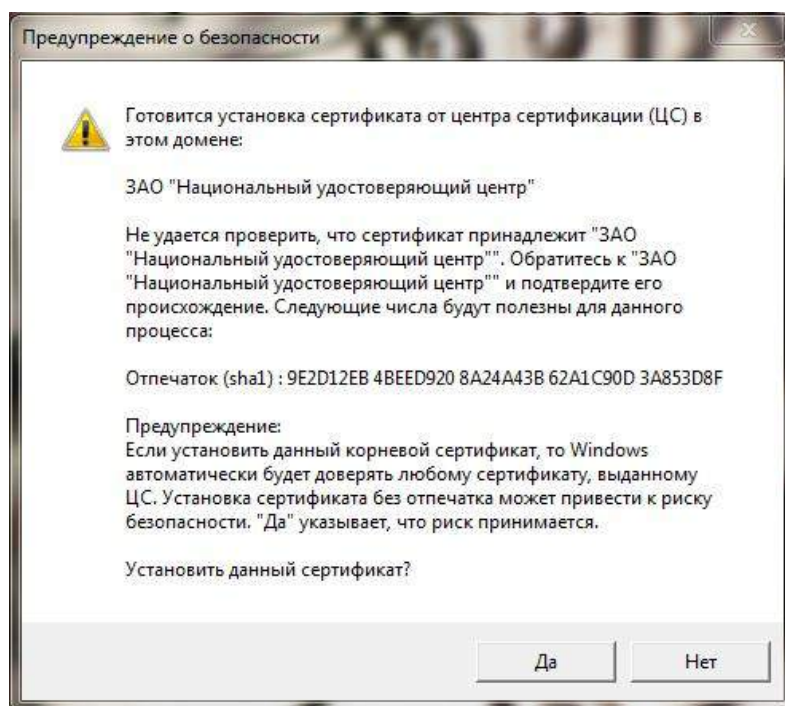 Предупреждение о безопасности
Готовится установка сертификата от центра сертификации (ЦС) в
этом домене:
ЗАО "Национальный удостоверяющий центр"
Не удается проверить, что сертификат принадлежит "ЗАО
"Национальный удостоверяющий центр"". Обратитесь к "ЗАО
"Национальный удостоверяющий центр"" и подтвердите его
происхождение. Следующие числа будут полезны для данного
процесса:
Отпечаток (sha1) : 9E2D12EB 4BEED920 8A24A43B 62A1C90D 3A853D8F
Предупреждение:
Если установить данный корневой сертификат, то Windows
автоматически будет доверять любому сертификату, выданному
ЦС. Установка сертификата без отпечатка может привести к риску
безопасности. "Да" указывает, что риск принимается.
Установить данный сертификат?
Да
Нет